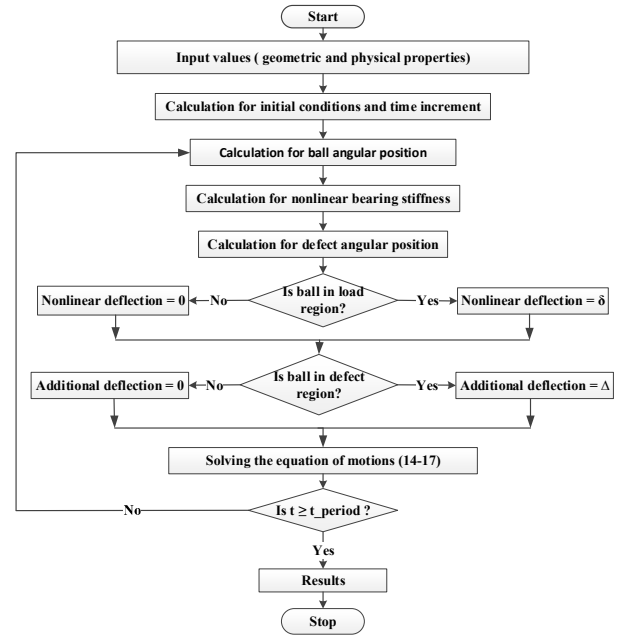 Start
Input values ( geometric and physical properties)
Calculation for initial conditions and time increment
Calculation for ball angular position
Calculation for nonlinear bearing stiffness
Calculation for defect angular position
Is ball in load
region?
Nonlinear deflection = 0
No
Yes
Nonlinear deflection = δ
Is ball in defect
region?
Additional deflection = 0
No
Yes
Additional deflection = Δ
Solving the equation of motions (14-17)
No
Is t ≥ t_period ?
Yes
Results
Stop